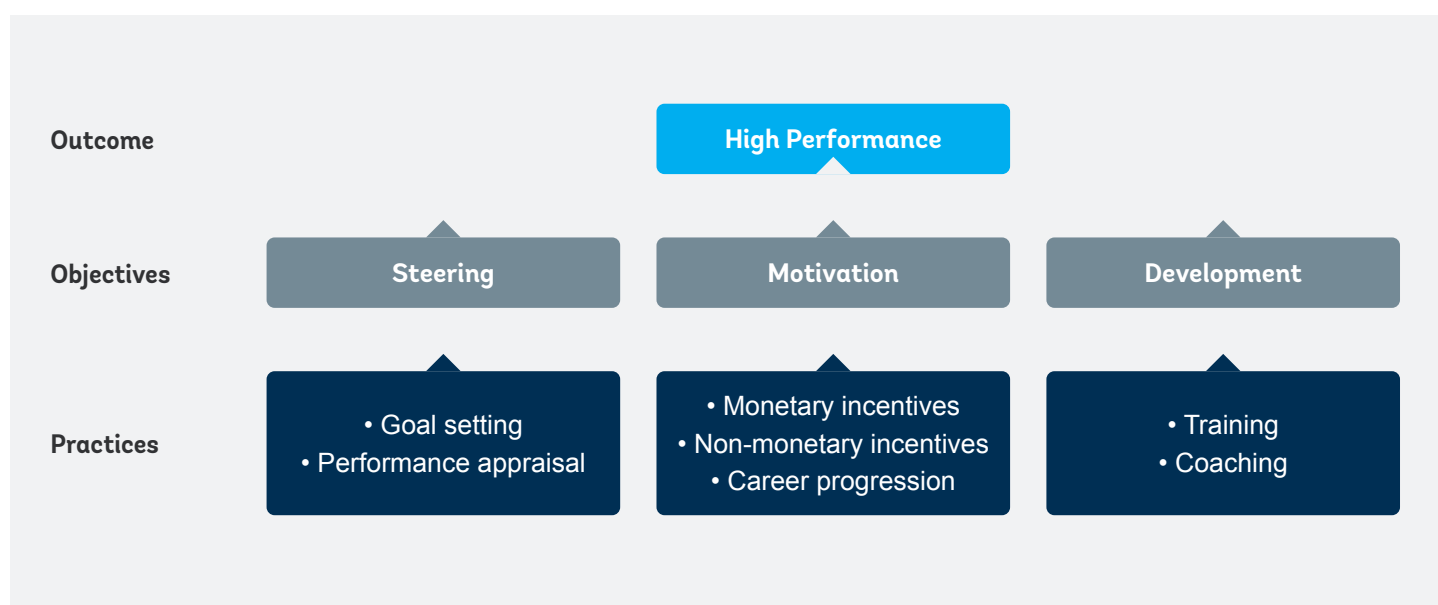 Outcome
High Performance
Objectives
Steering
Motivation
Development
Practices
• Goal setting
• Performance appraisal
• Monetary incentives
• Non-monetary incentives
• Career progression
• Training
• Coaching